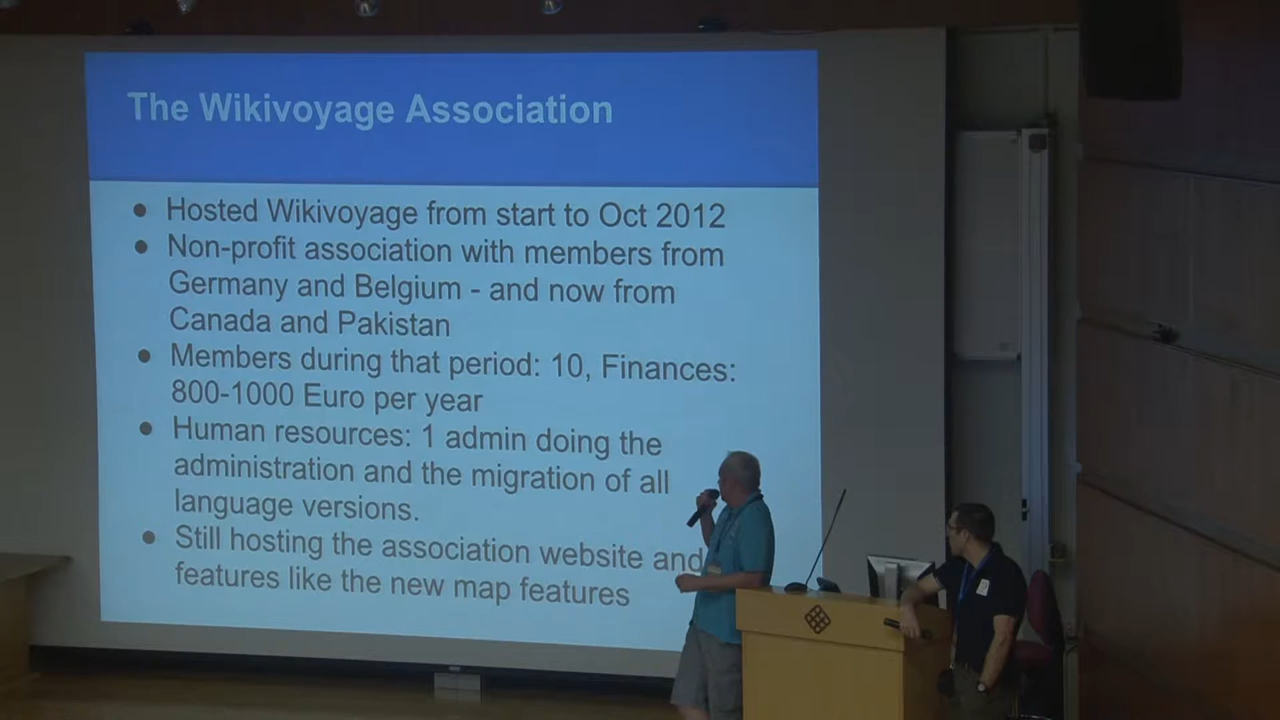 The Wikivoyage Association
● Hosted Wikivoyage from start to Oct 2012
● Non-profit association with members from
Germany and Belgium - and now from
Canada and Pakistan
● Members during that period: 10, Finances:
800-1000 Euro per year
● Human resources: 1 admin doing the
administration and the migration of all
language versions.
● Still hosting the association website and
features like the new map features